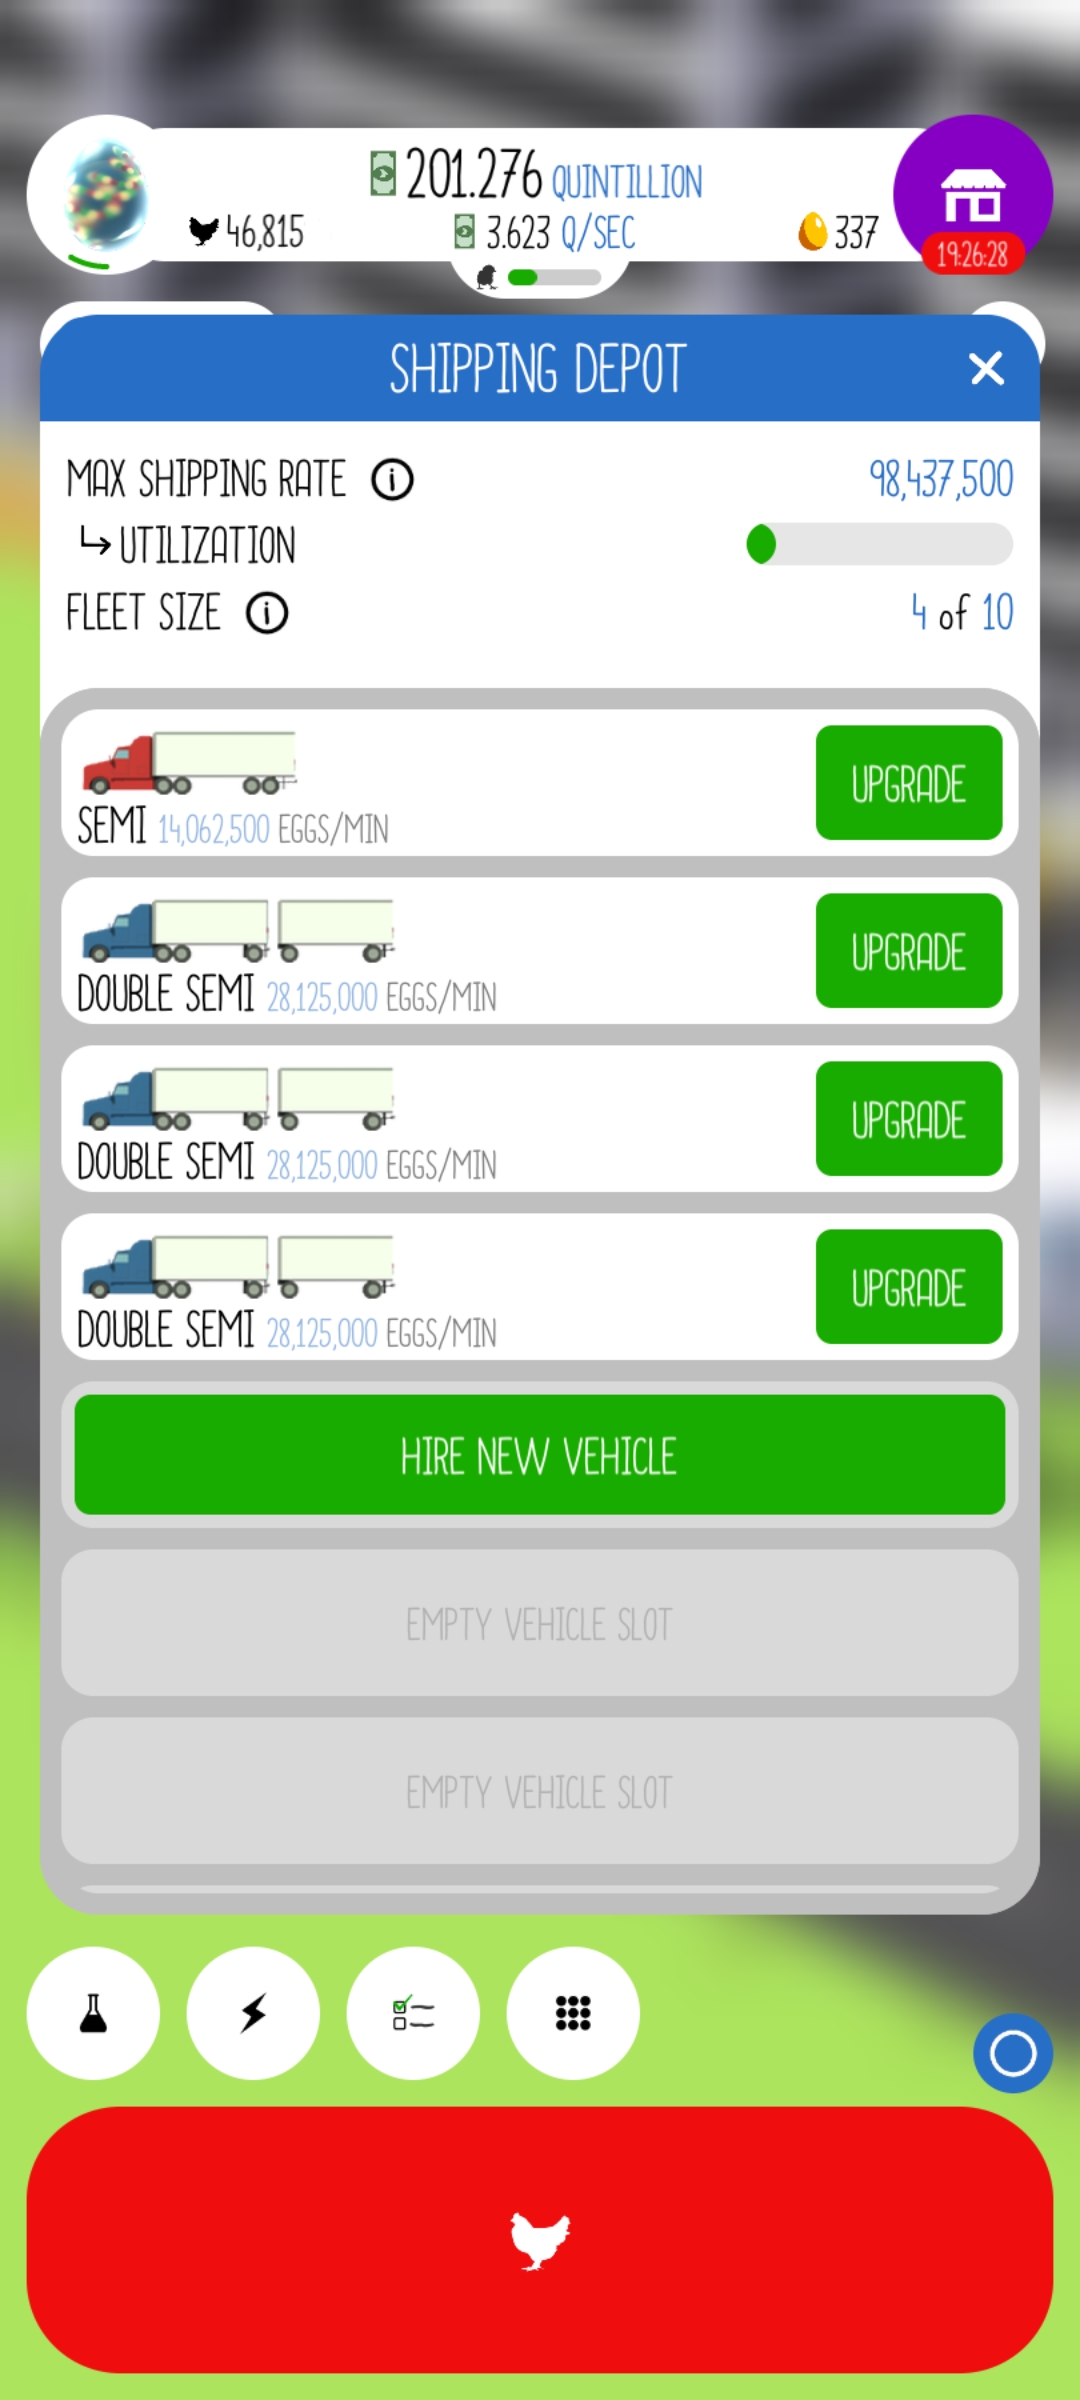 201.276 QUINTILLION
46,815 3.623 Q/SEC 337
19:26:28
SHIPPING DEPOT
MAX SHIPPING RATE 98,437,500
UTILIZATION
FLEET SIZE 4 of 10
SEMI 14,062,500 EGGS/MIN UPGRADE
DOUBLE SEMI 28,125,000 EGGS/MIN UPGRADE
DOUBLE SEMI 28,125,000 EGGS/MIN UPGRADE
DOUBLE SEMI 28,125,000 EGGS/MIN UPGRADE
HIRE NEW VEHICLE
EMPTY VEHICLE SLOT
EMPTY VEHICLE SLOT